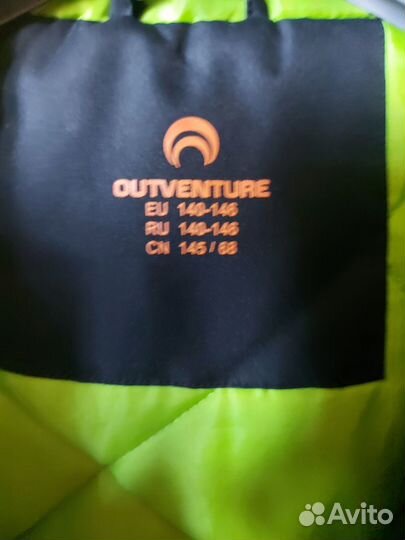 OUTVENTURE
EU 140-146
RU 140-146
CN 145 / 68
Avito